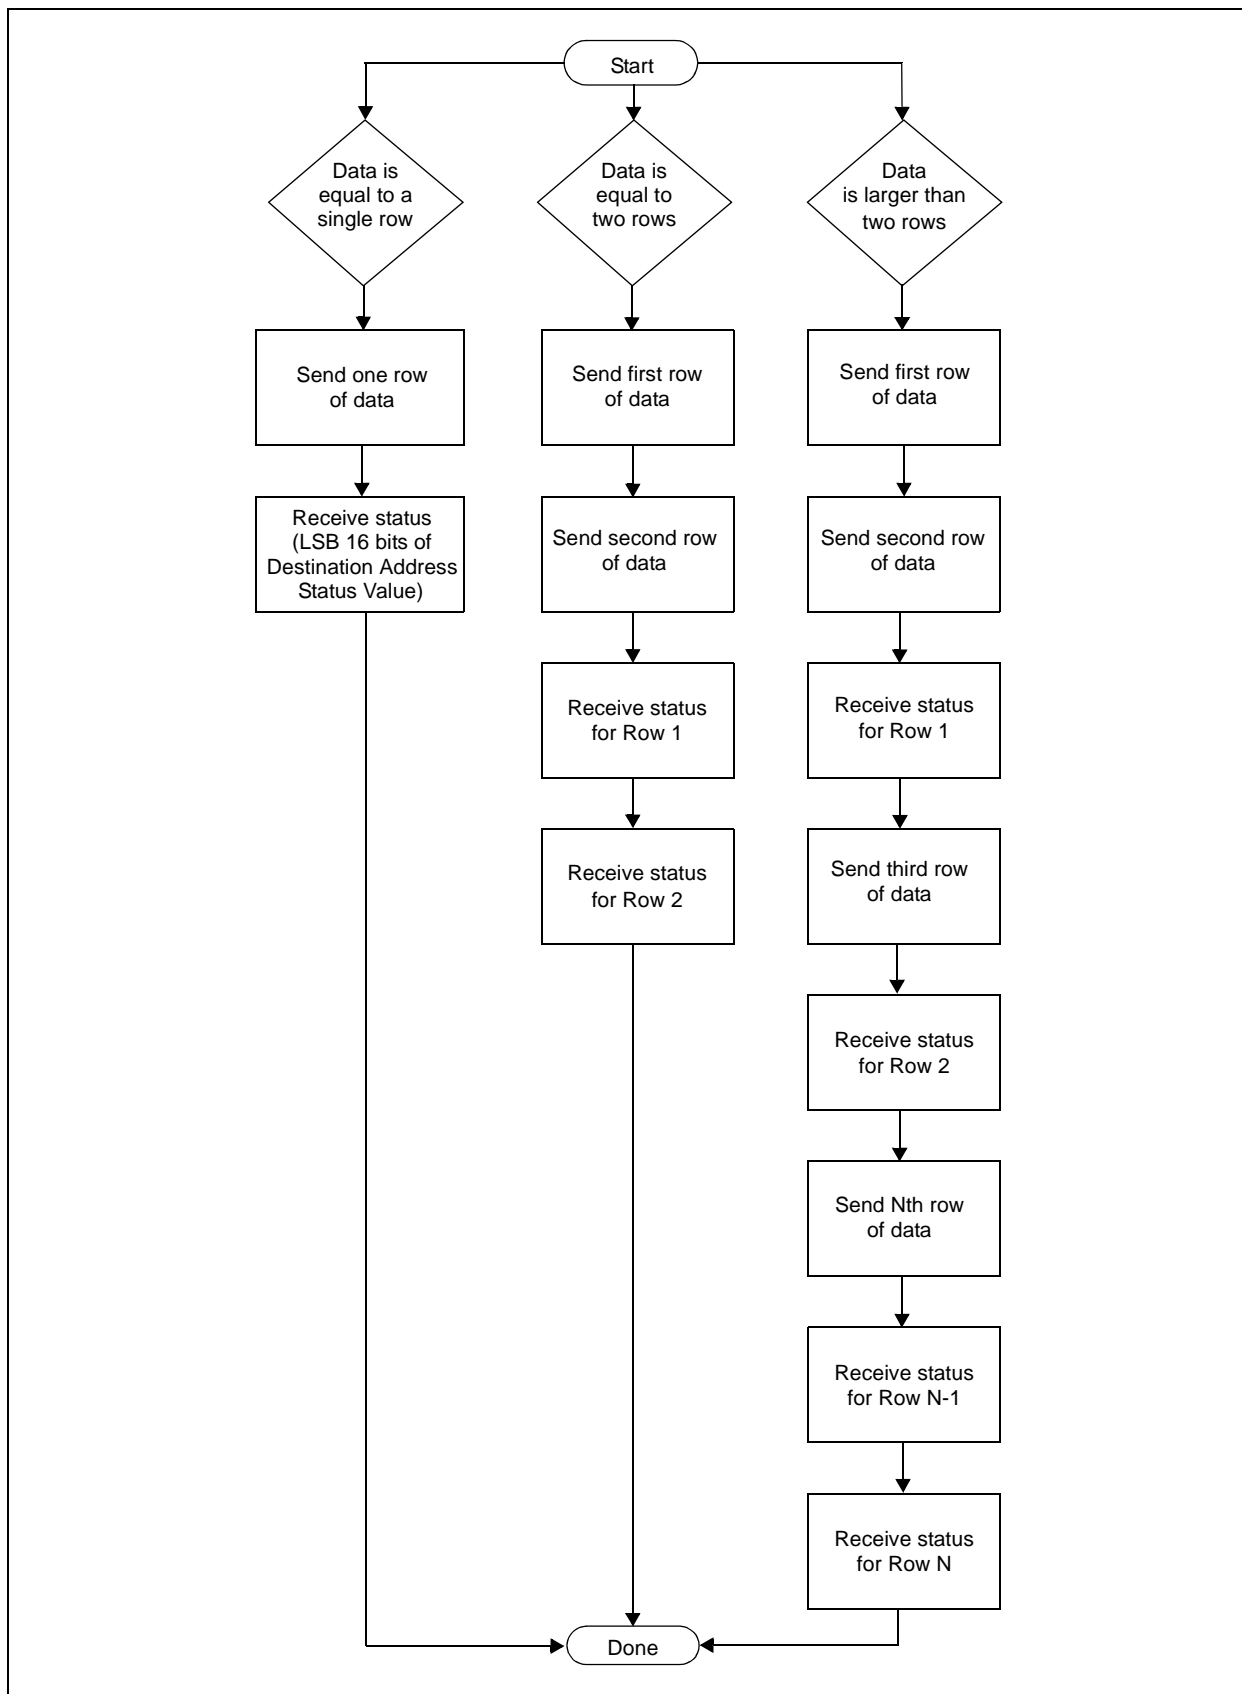 Start
Data is
equal to a
single row
Data is
equal to
two rows
Data
is larger than
two rows
Send one row
of data
Send first row
of data
Send first row
of data
Receive status
(LSB 16 bits of
Destination Address
Status Value)
Send second row
of data
Send second row
of data
Receive status
for Row 1
Receive status
for Row 1
Receive status
for Row 2
Send third row
of data
Receive status
for Row 2
Send Nth row
of data
Receive status
for Row N-1
Receive status
for Row N
Done